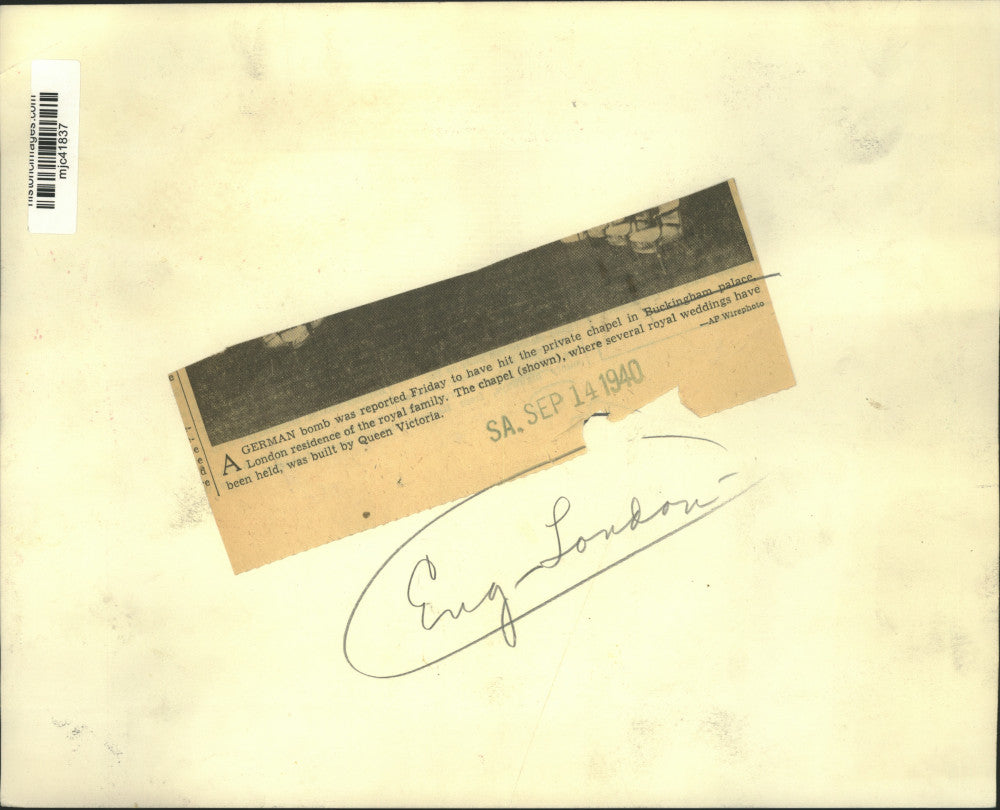 historicimages.com
mjc41837
A GERMAN bomb was reported Friday to have hit the private chapel in Buckingham palace,
London residence of the royal family. The chapel (shown), where several royal weddings have
been held, was built by Queen Victoria.
—AP Wirephoto
SA. SEP 14 1940
Eng - London -